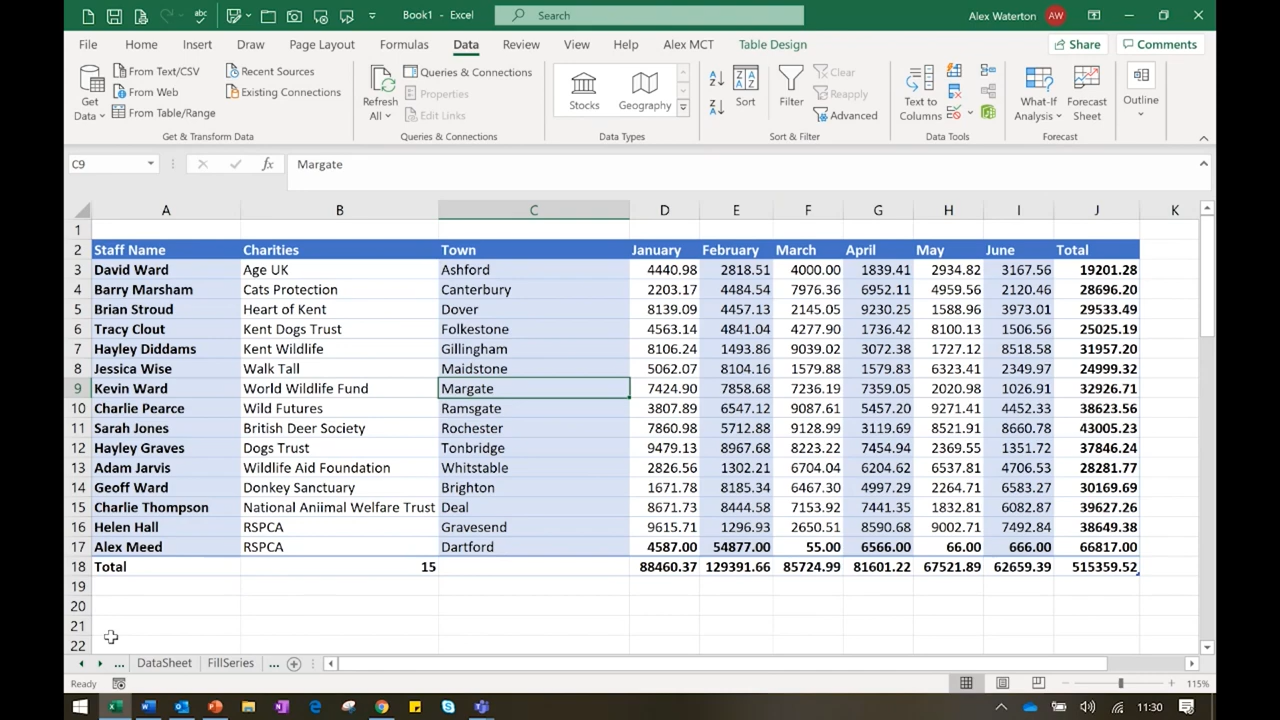 abc Book1 - Excel Search Alex Waterton AW
File Home Insert Draw Page Layout Formulas Data Review View Help Alex MCT Table Design Share Comments
From Text/CSV Recent Sources Queries & Connections Clear
From Web Existing Connections Properties Reapply
From Table/Range Edit Links Advanced
Get Data Refresh All Stocks Geography Sort Filter Text to Columns What-If Analysis Forecast Sheet Outline
Get & Transform Data Queries & Connections Data Types Sort & Filter Data Tools Forecast
C9 fx Margate
A B C D E F G H I J K
1
2 Staff Name Charities Town January February March April May June Total
3 David Ward Age UK Ashford 4440.98 2818.51 4000.00 1839.41 2934.82 3167.56 19201.28
4 Barry Marsham Cats Protection Canterbury 2203.17 4484.54 7976.36 6952.11 4959.56 2120.46 28696.20
5 Brian Stroud Heart of Kent Dover 8139.09 4457.13 2145.05 9230.25 1588.96 3973.01 29533.49
6 Tracy Clout Kent Dogs Trust Folkestone 4563.14 4841.04 4277.90 1736.42 8100.13 1506.56 25025.19
7 Hayley Diddams Kent Wildlife Gillingham 8106.24 1493.86 9039.02 3072.38 1727.12 8518.58 31957.20
8 Jessica Wise Walk Tall Maidstone 5062.07 8104.16 1579.88 1579.83 6323.41 2349.97 24999.32
9 Kevin Ward World Wildlife Fund Margate 7424.90 7858.68 7236.19 7359.05 2020.98 1026.91 32926.71
10 Charlie Pearce Wild Futures Ramsgate 3807.89 6547.12 9087.61 5457.20 9271.41 4452.33 38623.56
11 Sarah Jones British Deer Society Rochester 7860.98 5712.88 9128.99 3119.69 8521.91 8660.78 43005.23
12 Hayley Graves Dogs Trust Tonbridge 9479.13 8967.68 8223.22 7454.94 2369.55 1351.72 37846.24
13 Adam Jarvis Wildlife Aid Foundation Whitstable 2826.56 1302.21 6704.04 6204.62 6537.81 4706.53 28281.77
14 Geoff Ward Donkey Sanctuary Brighton 1671.78 8185.34 6467.30 4997.29 2264.71 6583.27 30169.69
15 Charlie Thompson National Aniimal Welfare Trust Deal 8671.73 8444.58 7153.92 7441.35 1832.81 6082.87 39627.26
16 Helen Hall RSPCA Gravesend 9615.71 1296.93 2650.51 8590.68 9002.71 7492.84 38649.38
17 Alex Meed RSPCA Dartford 4587.00 54877.00 55.00 6566.00 66.00 666.00 66817.00
18 Total 15 88460.37 129391.66 85724.99 81601.22 67521.89 62659.39 515359.52
19
20
21
22
... DataSheet FillSeries ...
Ready 115%
11:30